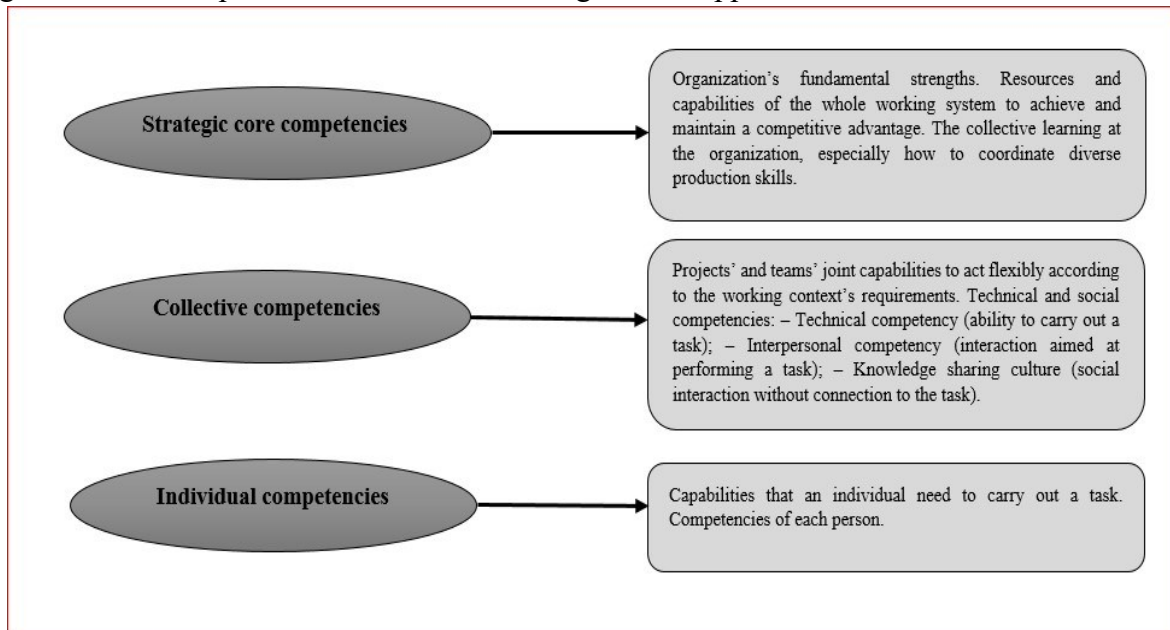 Strategic core competencies
Organization's fundamental strengths. Resources and
capabilities of the whole working system to achieve and
maintain a competitive advantage. The collective learning at
the organization, especially how to coordinate diverse
production skills.
Collective competencies
Projects' and teams' joint capabilities to act flexibly according
to the working context's requirements. Technical and social
competencies: – Technical competency (ability to carry out a
task); – Interpersonal competency (interaction aimed at
performing a task); – Knowledge sharing culture (social
interaction without connection to the task).
Individual competencies
Capabilities that an individual need to carry out a task.
Competencies of each person.